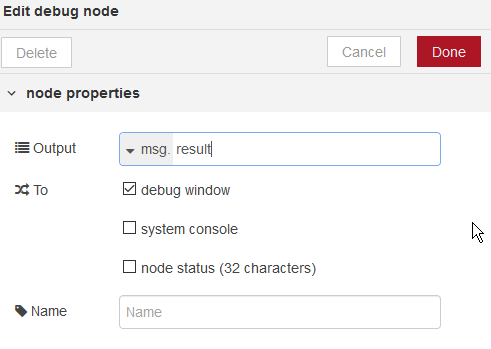 Edit debug node
Delete Cancel Done
node properties
Output msg. result
To debug window
system console
node status (32 characters)
Name Name